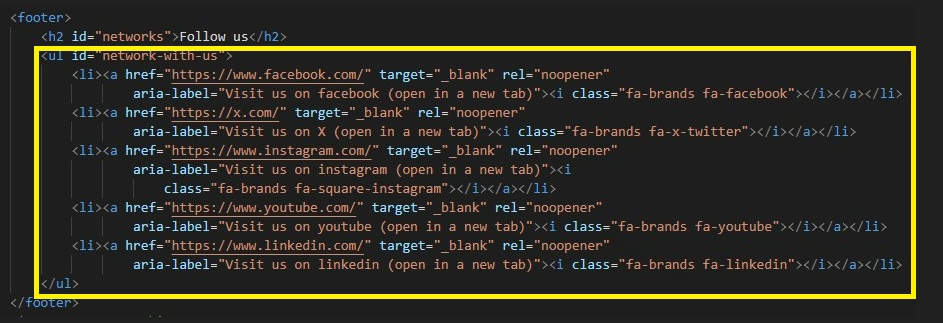 <footer>
<h2 id="networks">Follow us</h2>
<ul id="network-with-us">
<li><a href="https://www.facebook.com/" target="_blank" rel="noopener"
aria-label="Visit us on facebook (open in a new tab)"><i class="fa-brands fa-facebook"></i></a></li>
<li><a href="https://x.com/" target="_blank" rel="noopener"
aria-label="Visit us on X (open in a new tab)"><i class="fa-brands fa-x-twitter"></i></a></li>
<li><a href="https://www.instagram.com/" target="_blank" rel="noopener"
aria-label="Visit us on instagram (open in a new tab)"><i
class="fa-brands fa-square-instagram"></i></a></li>
<li><a href="https://www.youtube.com/" target="_blank" rel="noopener"
aria-label="Visit us on youtube (open in a new tab)"><i class="fa-brands fa-youtube"></i></a></li>
<li><a href="https://www.linkedin.com/" target="_blank" rel="noopener"
aria-label="Visit us on linkedin (open in a new tab)"><i class="fa-brands fa-linkedin"></i></a></li>
</ul>
</footer>